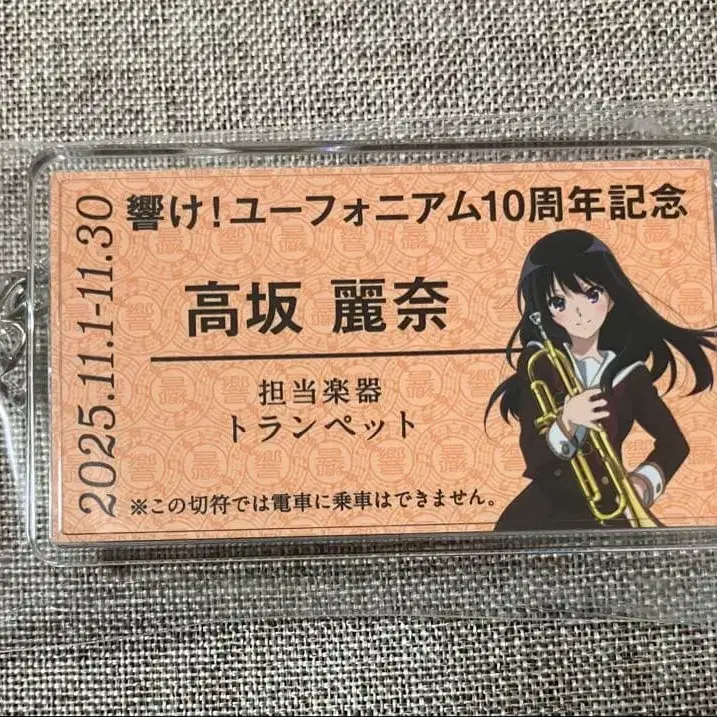 響け！ユーフォニアム10周年記念
高坂 麗奈
担当楽器
トランペット
※この切符では電車に乗車はできません。
2025.11.1-11.30